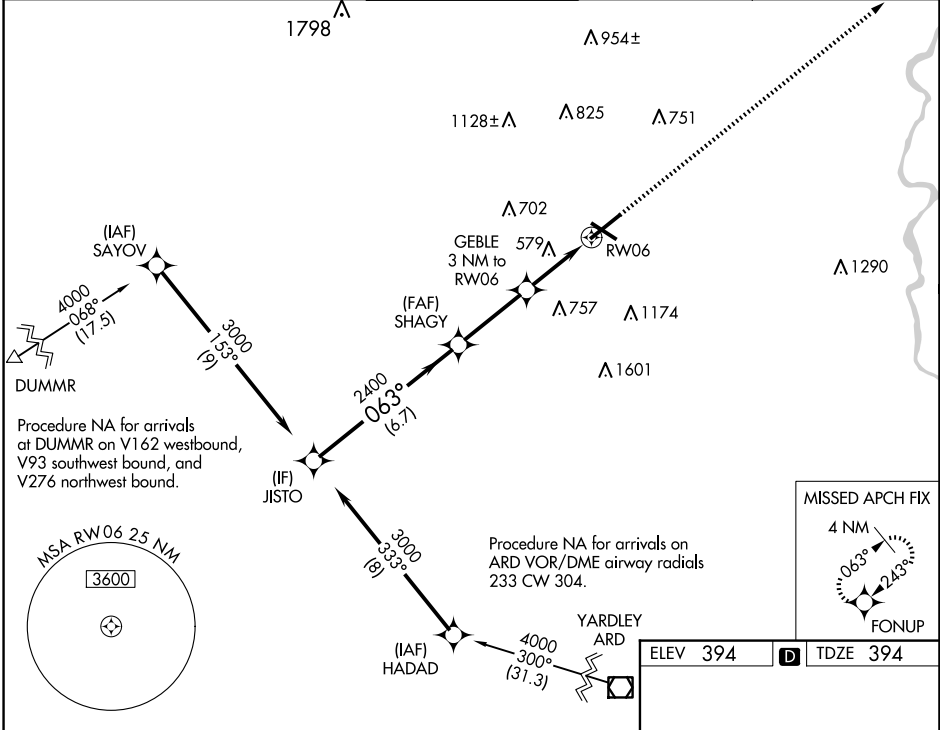 1798
954±
1128±
825
751
702
(IAF)
SAYOV
GEBLE
3 NM to
RW06
579
RW06
4000
068°
(17.5)
3000
153°
(9)
(FAF)
SHAGY
1290
757
1174
DUMMR
1601
2400
063°
(6.7)
Procedure NA for arrivals
at DUMMR on V162 westbound,
V93 southwest bound, and
V276 northwest bound.
(IF)
JISTO
MISSED APCH FIX
4 NM
063°
243°
FONUP
MSA RW06 25 NM
3600
3000
333°
(8)
Procedure NA for arrivals on
ARD VOR/DME airway radials
233 CW 304.
YARDLEY
ARD
(IAF)
HADAD
4000
300°
(31.3)
ELEV 394 D TDZE 394